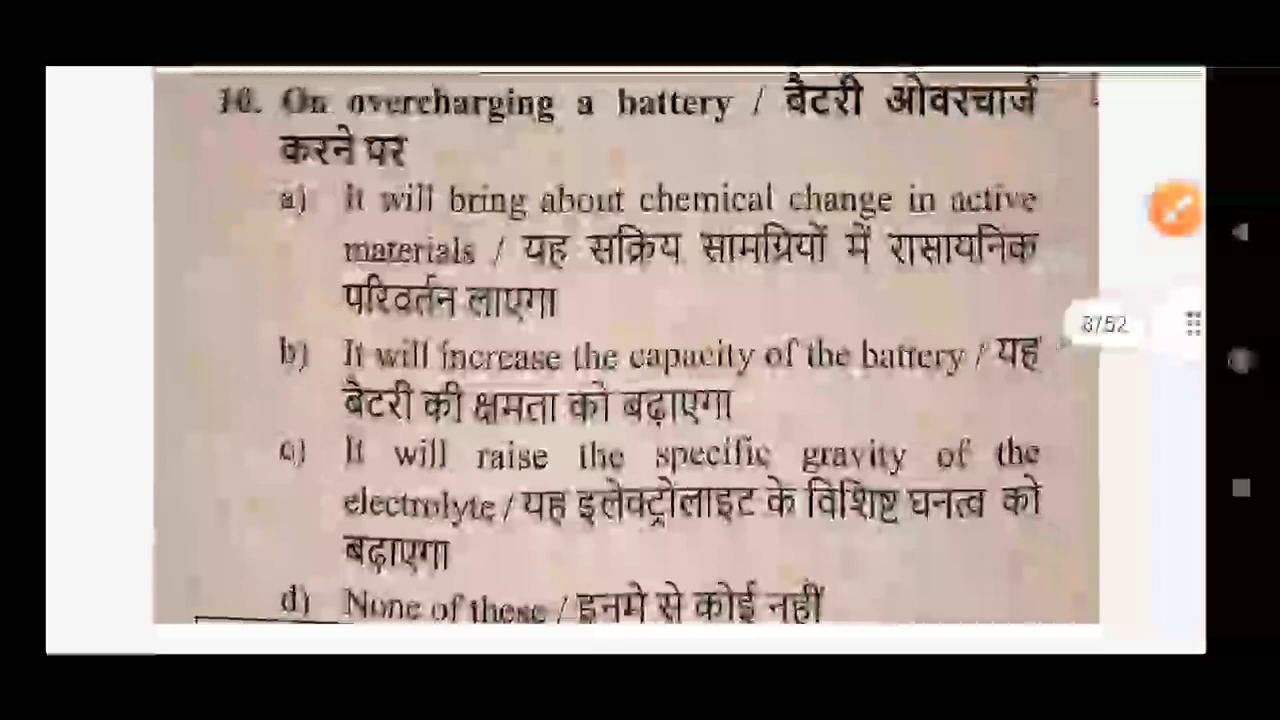 10. On overcharging a battery / बैटरी ओवरचार्ज
करने पर
a) It will bring about chemical change in active
materials / यह सक्रिय सामग्रियों में रासायनिक
परिवर्तन लाएगा
b) It will increase the capacity of the battery / यह
बैटरी की क्षमता को बढ़ाएगा
c) It will raise the specific gravity of the
electrolyte / यह इलेक्ट्रोलाइट के विशिष्ट घनत्व को
बढ़ाएगा
d) None of these / इनमे से कोई नहीं
3/52